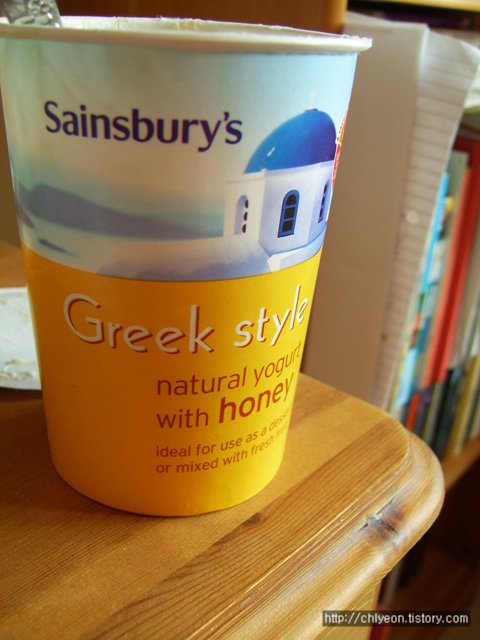 Sainsbury's
Greek style
natural yogurt
with honey
ideal for use as a
or mixed with fresh
http://chlyeon.tistory.com